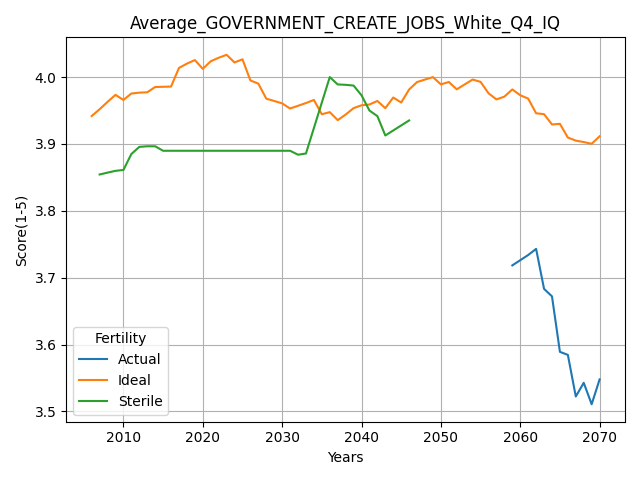 Average_GOVERNMENT_CREATE_JOBS_White_Q4_IQ
Score(1-5)
4.0
3.9
3.8
3.7
3.6
3.5
Fertility
Actual
Ideal
Sterile
2010 2020 2030 2040 2050 2060 2070
Years